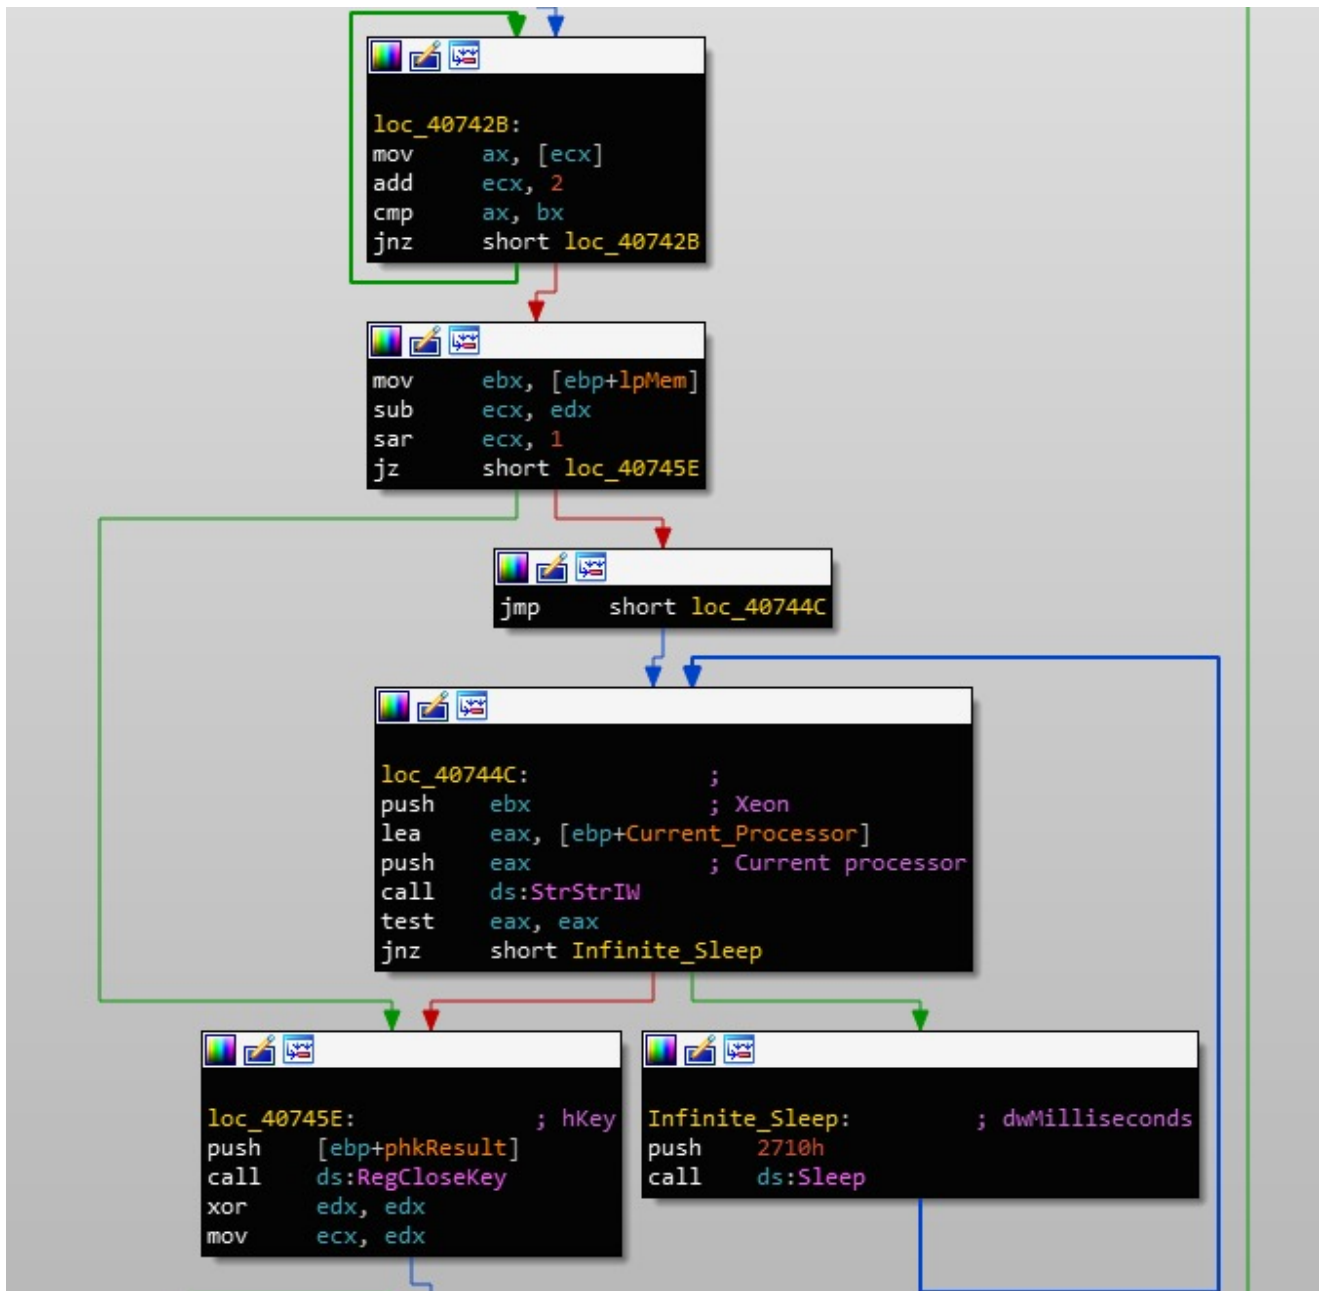 loc_40742B:
mov ax, [ecx]
add ecx, 2
cmp ax, bx
jnz short loc_40742B
mov ebx, [ebp+lpMem]
sub ecx, edx
sar ecx, 1
jz short loc_40745E
jmp short loc_40744C
loc_40744C: ;
push ebx ; Xeon
lea eax, [ebp+Current_Processor]
push eax ; Current processor
call ds:StrStrIW
test eax, eax
jnz short Infinite_Sleep
loc_40745E: ; hKey
push [ebp+phkResult]
call ds:RegCloseKey
xor edx, edx
mov ecx, edx
Infinite_Sleep: ; dwMilliseconds
push 2710h
call ds:Sleep